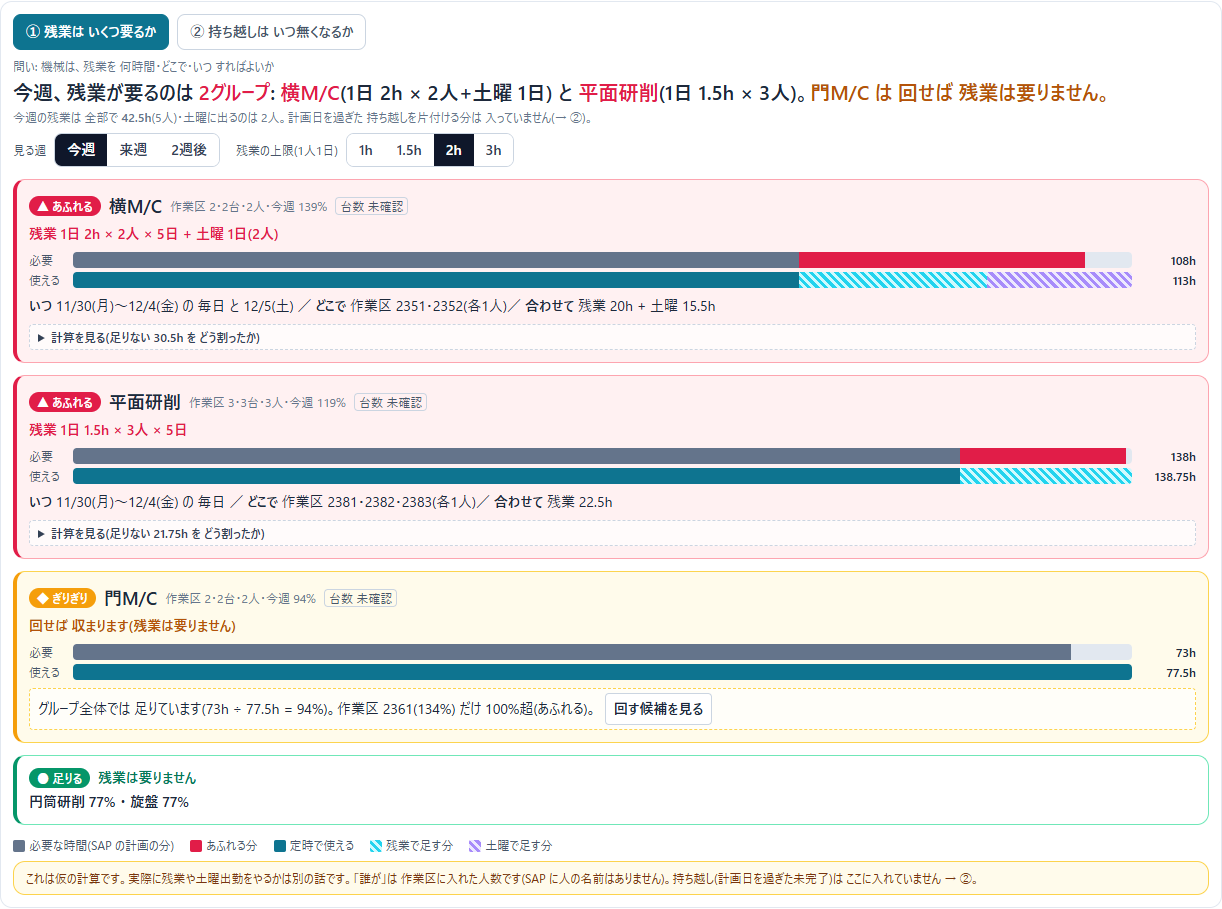 ① 残業は いくつ要るか ② 持ち越しは いつ無くなるか
問い: 機械は、残業を 何時間・どこで・いつ すればよいか
今週、残業が要るのは 2グループ: 横M/C(1日 2h × 2人+土曜 1日) と 平面研削(1日 1.5h × 3人)。門M/C は 回せば 残業は要りません。
今週の残業は 全部で 42.5h(5人)・土曜に出るのは 2人。計画日を過ぎた 持ち越しを片付ける分は 入っていません(→ ②)。
見る週 今週 来週 2週後 残業の上限(1人1日) 1h 1.5h 2h 3h
▲ あふれる 横M/C 作業区 2・2台・2人・今週 139% 台数 未確認
残業 1日 2h × 2人 × 5日 + 土曜 1日(2人)
必要 108h
使える 113h
いつ 11/30(月)〜12/4(金) の 毎日 と 12/5(土) ／ どこで 作業区 2351・2352(各1人)／ 合わせて 残業 20h + 土曜 15.5h
▶ 計算を見る(足りない 30.5h を どう割ったか)
▲ あふれる 平面研削 作業区 3・3台・3人・今週 119% 台数 未確認
残業 1日 1.5h × 3人 × 5日
必要 138h
使える 138.75h
いつ 11/30(月)〜12/4(金) の 毎日 ／ どこで 作業区 2381・2382・2383(各1人)／ 合わせて 残業 22.5h
▶ 計算を見る(足りない 21.75h を どう割ったか)
◆ ぎりぎり 門M/C 作業区 2・2台・2人・今週 94% 台数 未確認
回せば 収まります(残業は要りません)
必要 73h
使える 77.5h
グループ全体では 足りています(73h ÷ 77.5h = 94%)。作業区 2361(134%) だけ 100%超(あふれる)。 回す候補を見る
● 足りる 残業は要りません
円筒研削 77% ・ 旋盤 77%
必要な時間(SAP の計画の分) あふれる分 定時で使える 残業で足す分 土曜で足す分
これは仮の計算です。実際に残業や土曜出勤をやるかは別の話です。「誰が」は 作業区に入れた人数です(SAP に人の名前はありません)。持ち越し(計画日を過ぎた未完了)は ここに入れていません → ②。